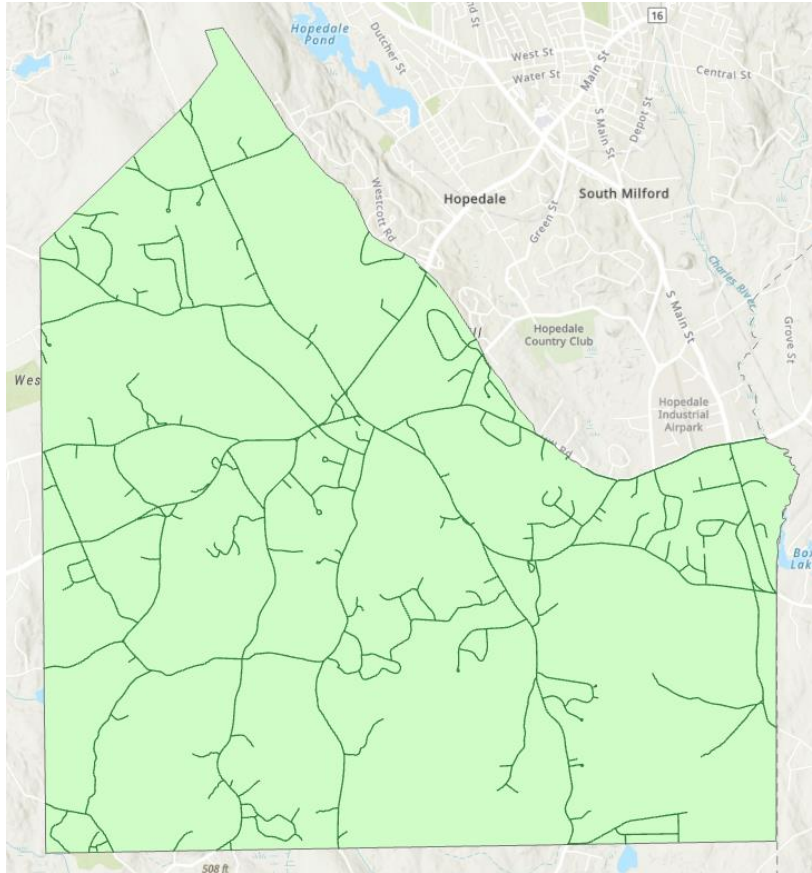 16
Hopedale
Pond
Dutcher St
West St
Water St
Main St
Central St
S Main St
Depot St
Westcott Rd
Hopedale
South Milford
Green St
Charles River
S Main St
Grove St
Hopedale
Country Club
Hopedale
Industrial
Airpark
Rd
508 ft